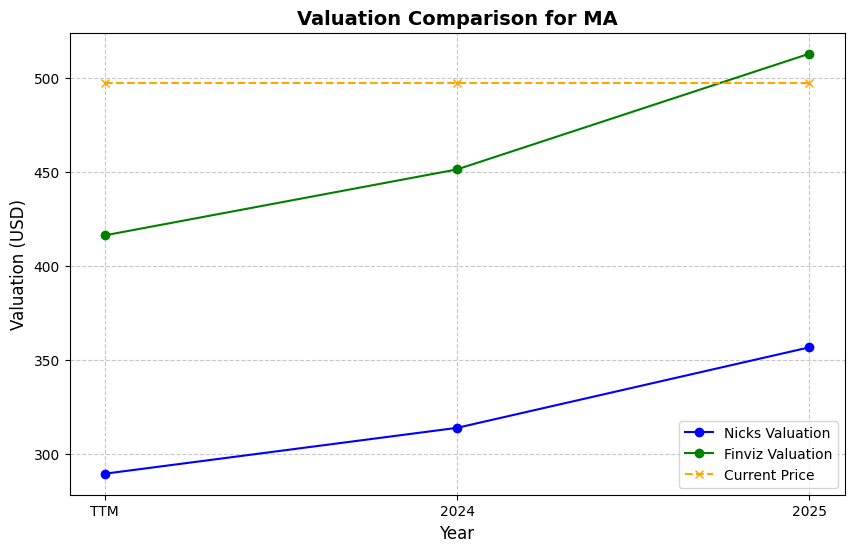 Valuation Comparison for MA
Valuation (USD)
500
450
400
350
300
TTM
2024
2025
Year
Nicks Valuation
Finviz Valuation
Current Price